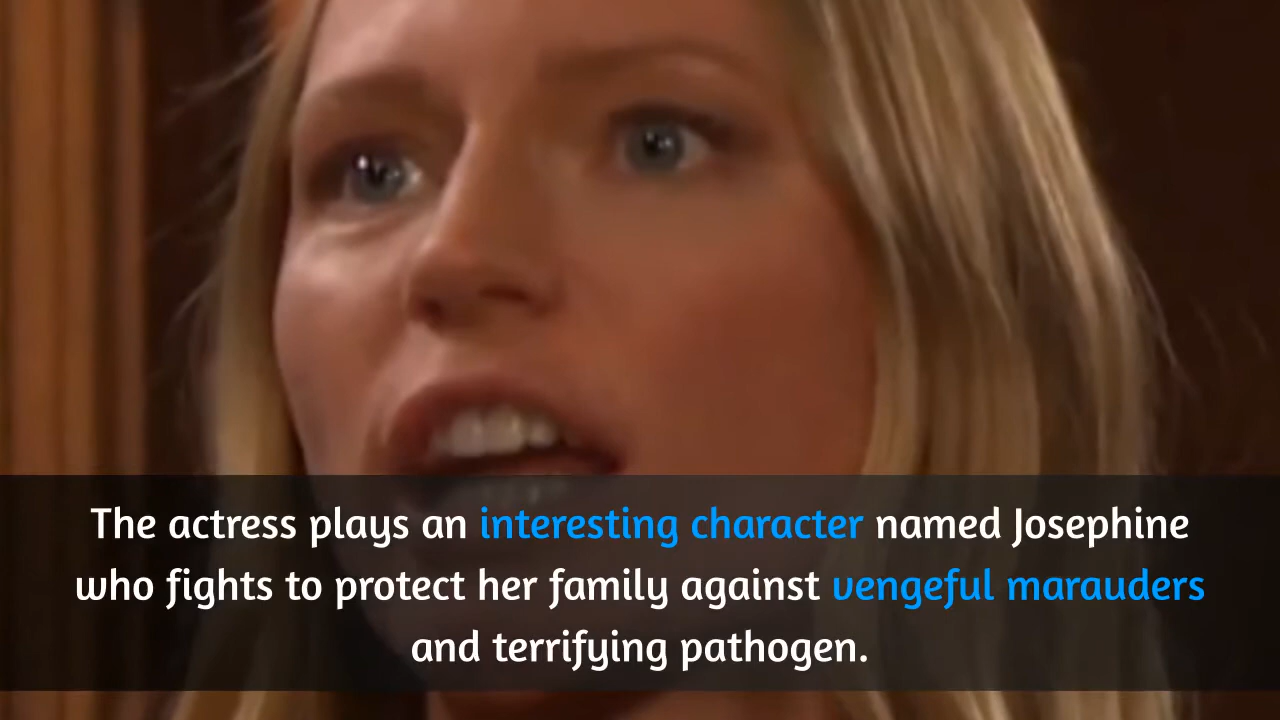 The actress plays an interesting character named Josephine
who fights to protect her family against vengeful marauders
and terrifying pathogen.